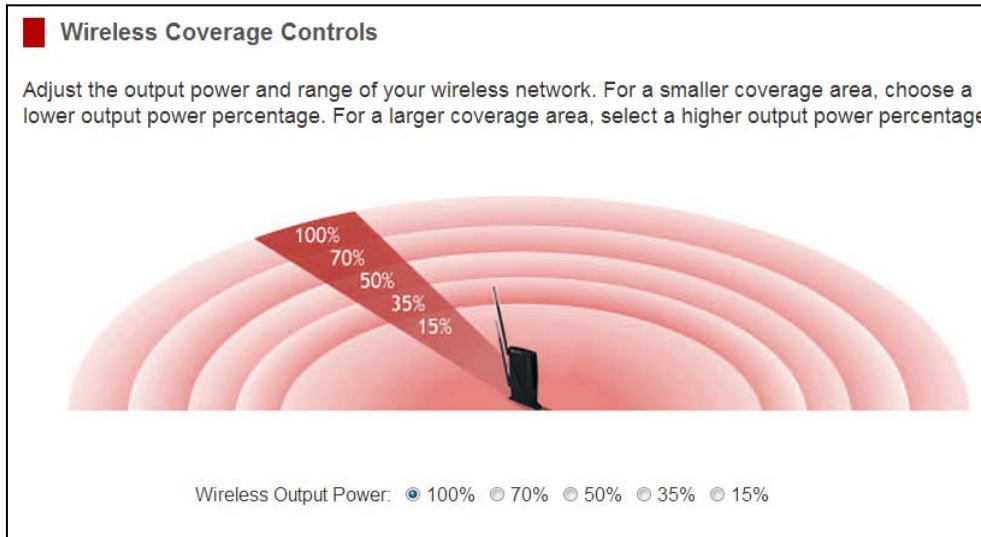 Wireless Coverage Controls
Adjust the output power and range of your wireless network. For a smaller coverage area, choose a
lower output power percentage. For a larger coverage area, select a higher output power percentage
100%
70%
50%
35%
15%
Wireless Output Power: 100% 70% 50% 35% 15%